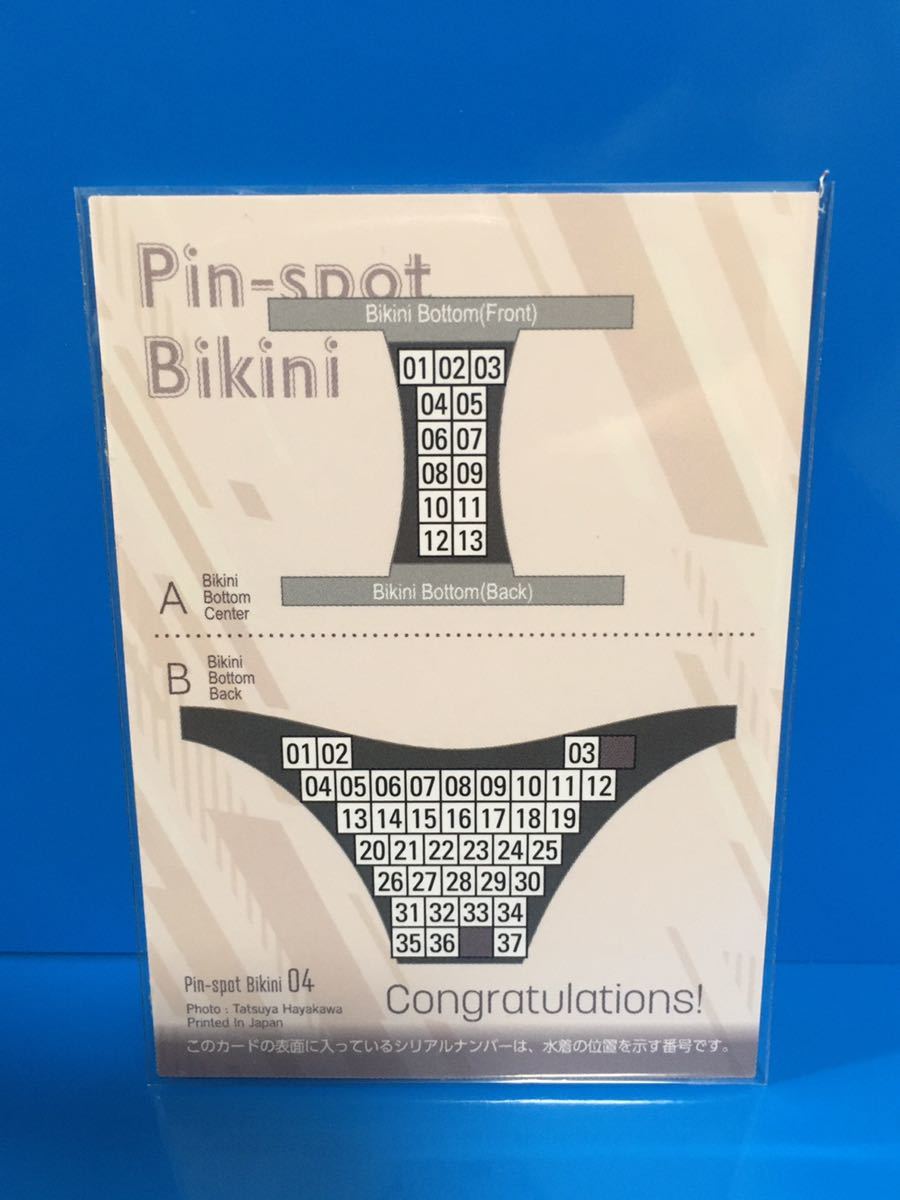 Pin-spot
Bikini
Bikini Bottom(Front)
01 02 03
04 05
06 07
08 09
10 11
12 13
Bikini Bottom(Back)
A Bikini
Bottom
Center
B Bikini
Bottom
Back
01 02 03
04 05 06 07 08 09 10 11 12
13 14 15 16 17 18 19
20 21 22 23 24 25
26 27 28 29 30
31 32 33 34
35 36 37
Pin-spot Bikini 04
Photo : Tatsuya Hayakawa
Printed In Japan
Congratulations!
このカードの表面に入っているシリアルナンバーは、水着の位置を示す番号です。